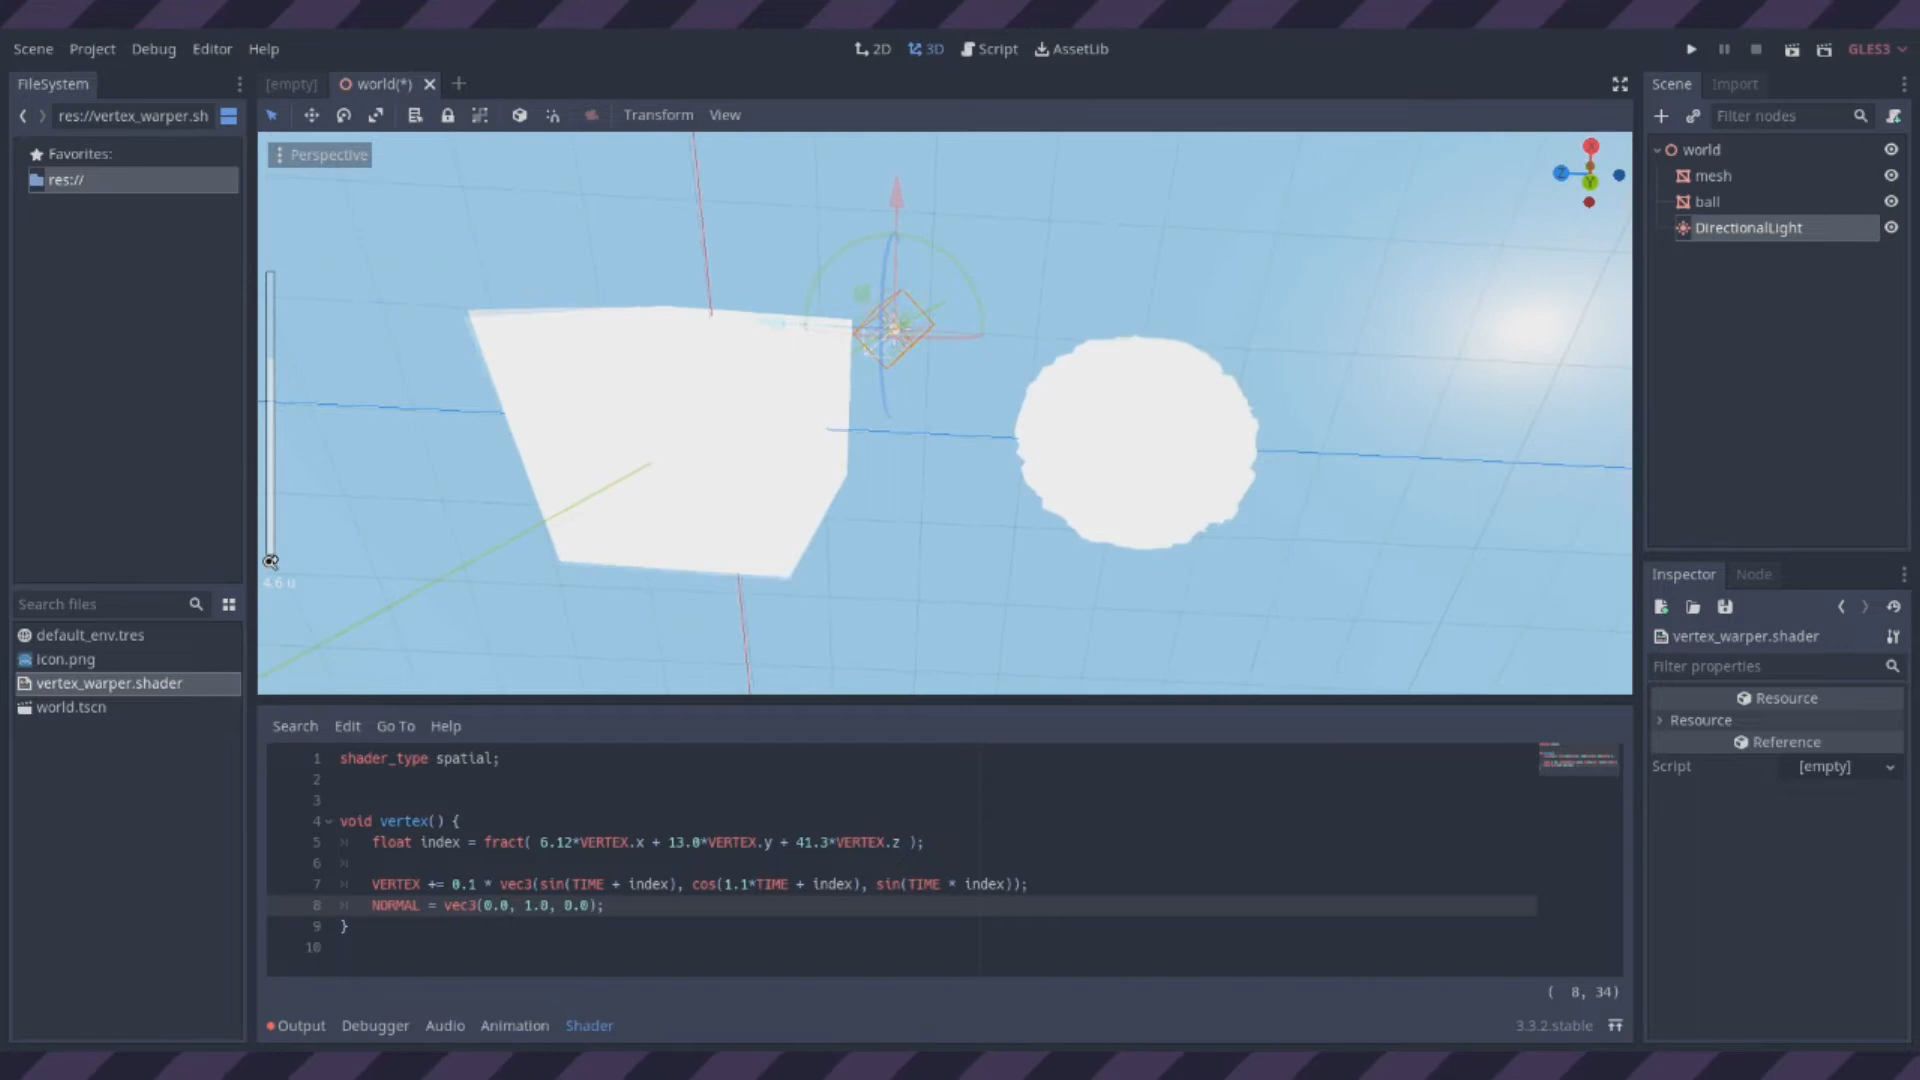 Scene Project Debug Editor Help
2D 3D Script AssetLib
GLES3
FileSystem
[empty] world(*)
Scene Import
res://vertex_warper.sh
Transform View
Filter nodes
Favorites:
res://
Perspective
X
Z
Y
world
mesh
ball
DirectionalLight
4.6 u
Inspector Node
Search files
default_env.tres
icon.png
vertex_warper.shader
world.tscn
vertex_warper.shader
Filter properties
Resource
Resource
Reference
Script [empty]
Search Edit Go To Help
1 shader_type spatial;
2
3
4 void vertex() {
5 float index = fract( 6.12*VERTEX.x + 13.0*VERTEX.y + 41.3*VERTEX.z );
6
7 VERTEX += 0.1 * vec3(sin(TIME + index), cos(1.1*TIME + index), sin(TIME * index));
8 NORMAL = vec3(0.0, 1.0, 0.0);
9 }
10
( 8, 34)
Output Debugger Audio Animation Shader
3.3.2.stable